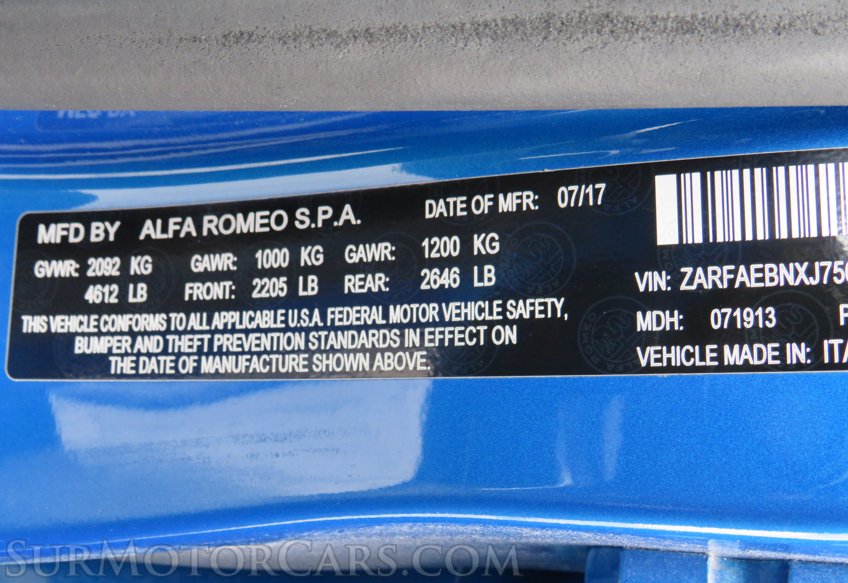 MFD BY ALFA ROMEO S.P.A. DATE OF MFR: 07/17
GVWR: 2092 KG GAWR: 1000 KG GAWR: 1200 KG
4612 LB FRONT: 2205 LB REAR: 2646 LB
THIS VEHICLE CONFORMS TO ALL APPLICABLE U.S.A. FEDERAL MOTOR VEHICLE SAFETY,
BUMPER AND THEFT PREVENTION STANDARDS IN EFFECT ON
THE DATE OF MANUFACTURE SHOWN ABOVE.
VIN: ZARFAEBNXJ75
MDH: 071913
VEHICLE MADE IN: ITA
SURMOTORCARS.COM